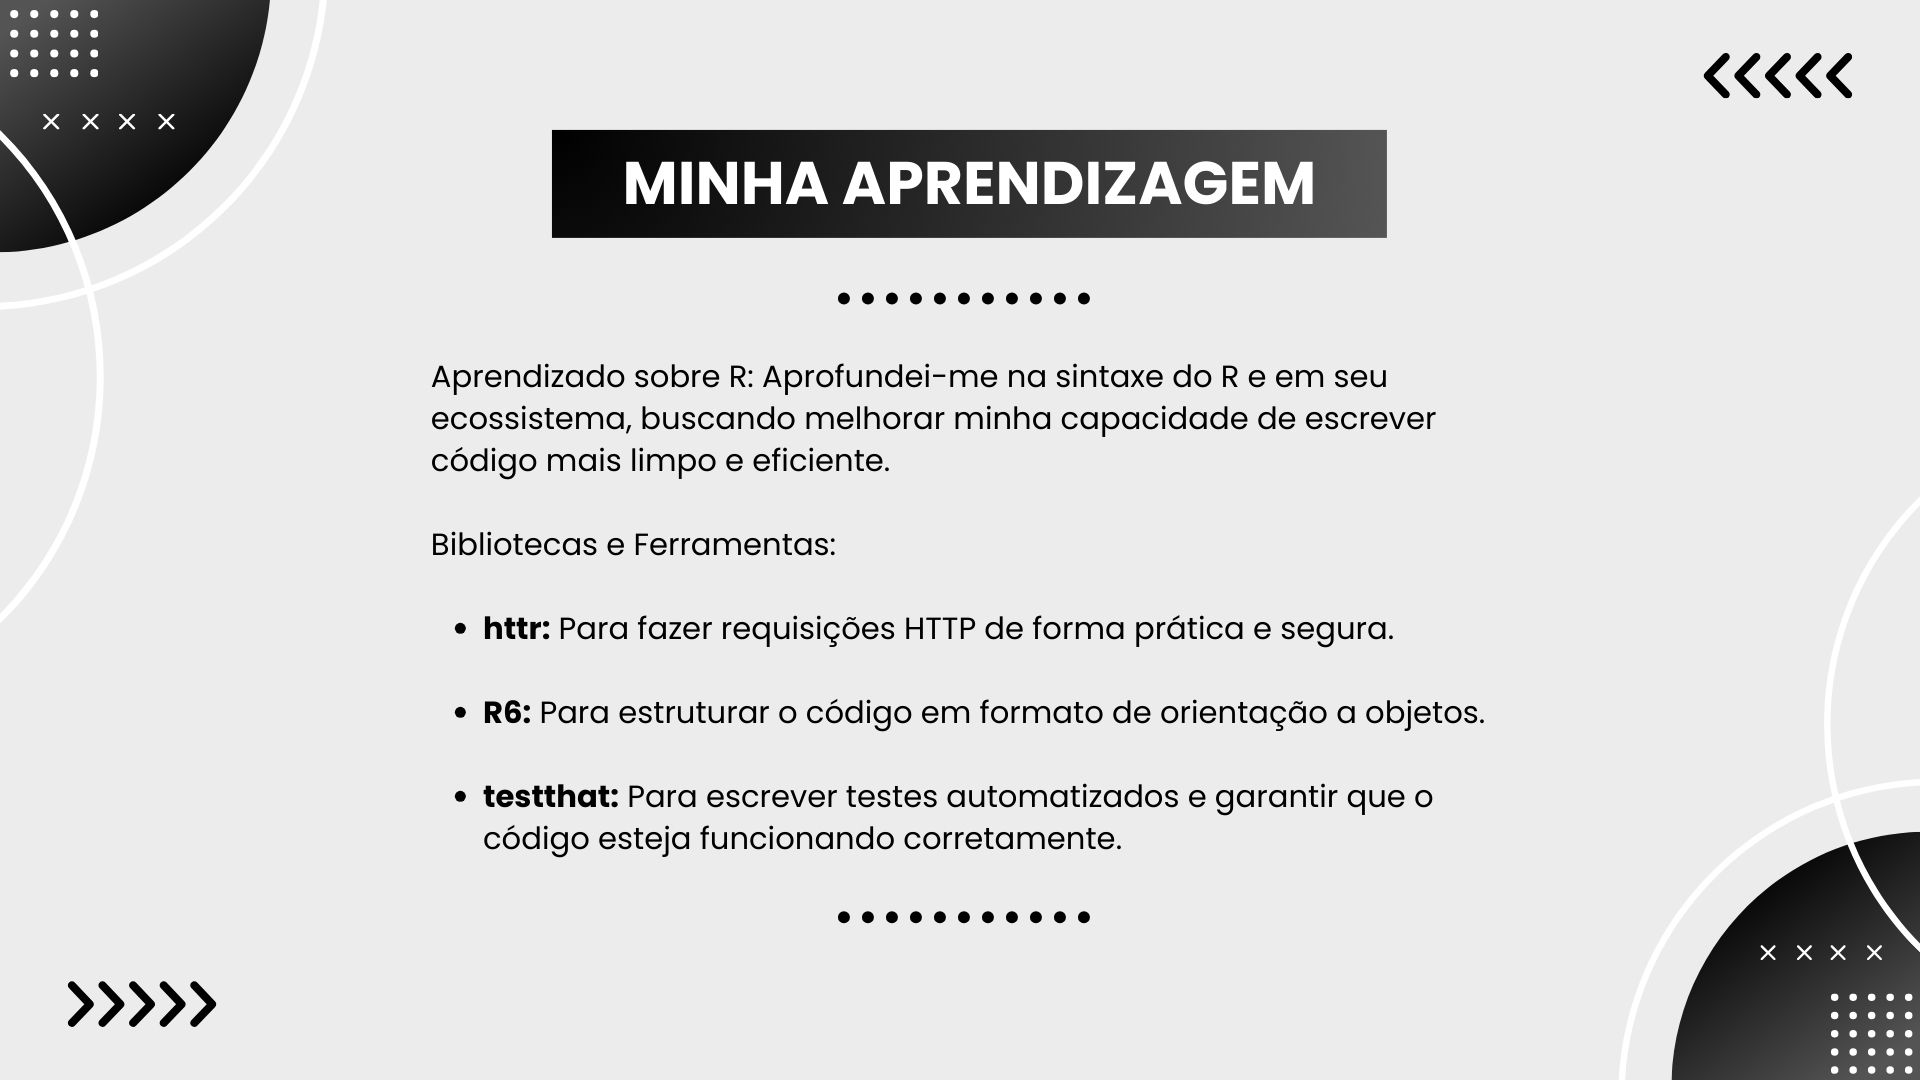 MINHA APRENDIZAGEM
Aprendizado sobre R: Aprofundei-me na sintaxe do R e em seu
ecossistema, buscando melhorar minha capacidade de escrever
código mais limpo e eficiente.
Bibliotecas e Ferramentas:
• httr: Para fazer requisições HTTP de forma prática e segura.
• R6: Para estruturar o código em formato de orientação a objetos.
• testthat: Para escrever testes automatizados e garantir que o
código esteja funcionando corretamente.